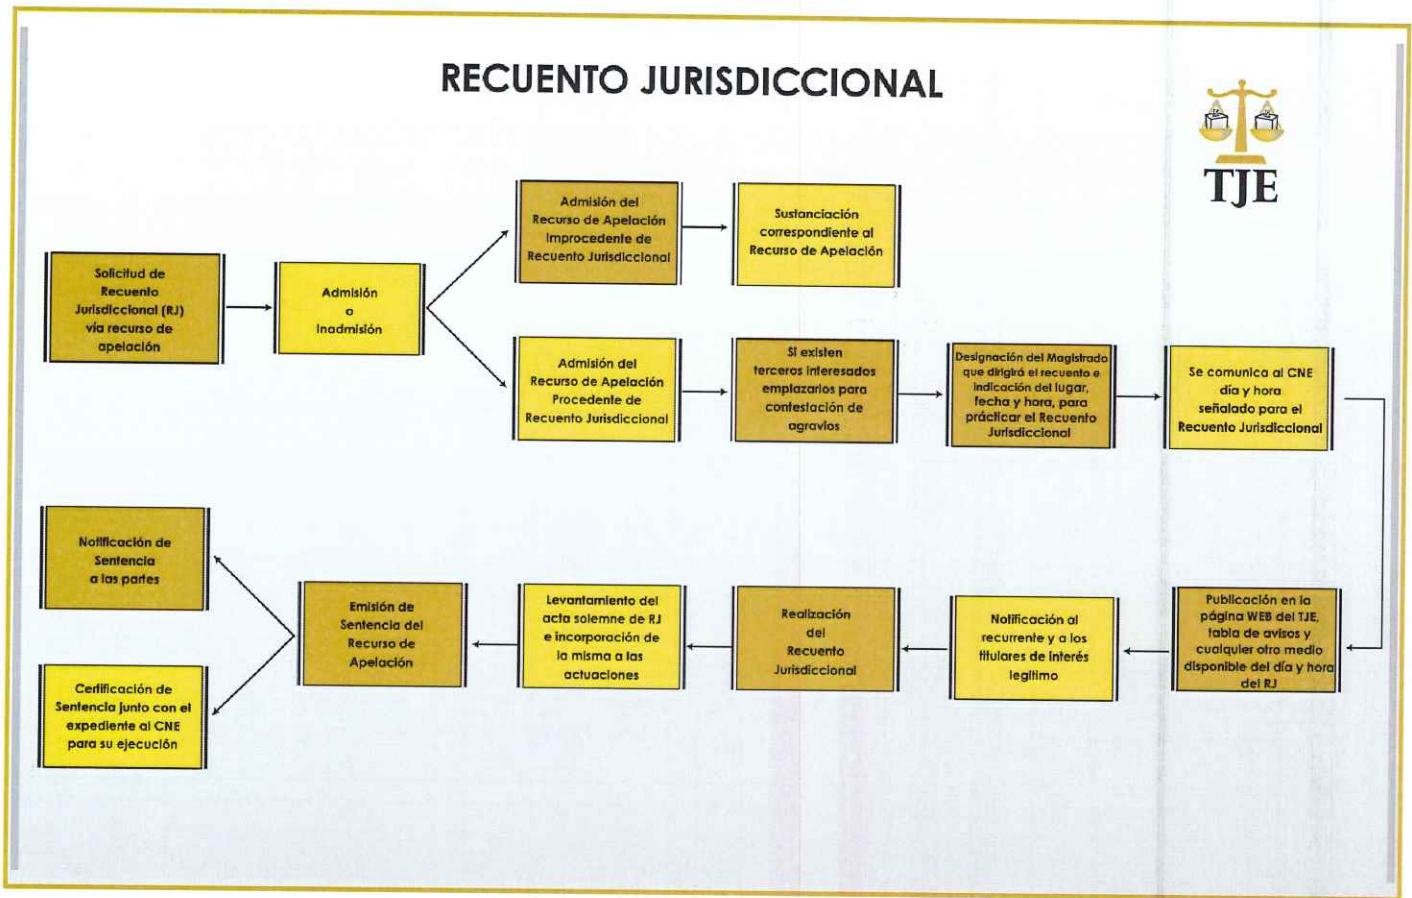 RECUENTO JURISDICCIONAL
TJE
Solicitud de
Recuento
Jurisdiccional (RJ)
vía recurso de
apelación
Admisión
o
Inadmisión
Admisión del
Recurso de Apelación
Improcedente de
Recuento Jurisdiccional
Sustanciación
correspondiente al
Recurso de Apelación
Admisión del
Recurso de Apelación
Procedente de
Recuento Jurisdiccional
Si existen
terceros interesados
emplazarlos para
contestación de
agravios
Designación del Magistrado
que dirigirá el recuento e
indicación del lugar,
fecha y hora, para
prácticar el Recuento
Jurisdiccional
Se comunica al CNE
día y hora
señalado para el
Recuento Jurisdiccional
Publicación en la
página WEB del TJE,
tabla de avisos y
cualquier otro medio
disponible del día y hora
del RJ
Notificación al
recurrente y a los
titulares de interés
legítimo
Realización
del
Recuento
Jurisdiccional
Levantamiento del
acta solemne de RJ
e incorporación de
la misma a las
actuaciones
Emisión de
Sentencia del
Recurso de
Apelación
Notificación de
Sentencia
a las partes
Certificación de
Sentencia junto con el
expediente al CNE
para su ejecución